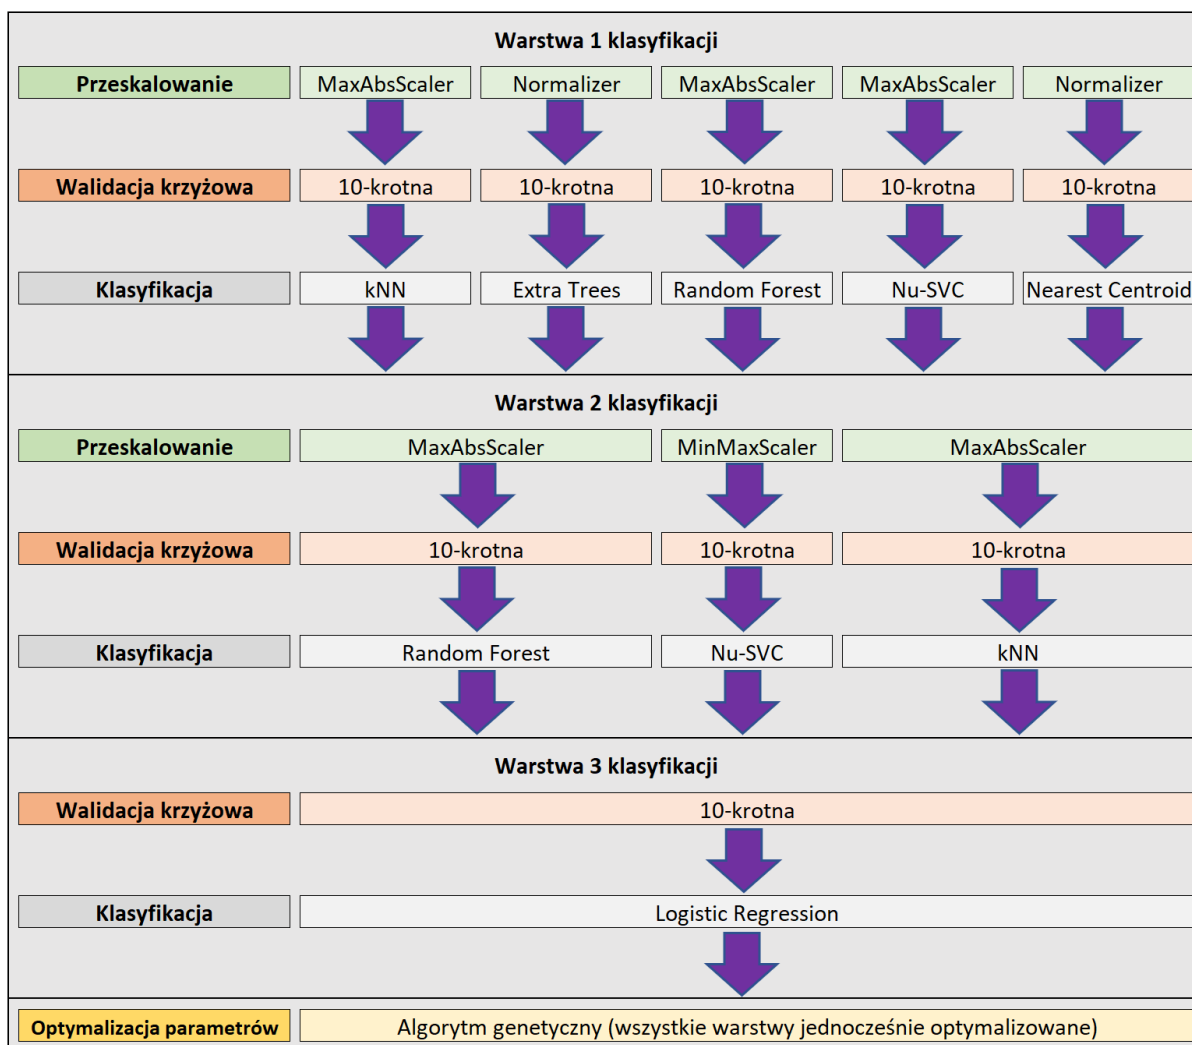 Warstwa 1 klasyfikacji
Przeskalowanie MaxAbsScaler Normalizer MaxAbsScaler MaxAbsScaler Normalizer
Walidacja krzyżowa 10-krotna 10-krotna 10-krotna 10-krotna 10-krotna
Klasyfikacja kNN Extra Trees Random Forest Nu-SVC Nearest Centroid
Warstwa 2 klasyfikacji
Przeskalowanie MaxAbsScaler MinMaxScaler MaxAbsScaler
Walidacja krzyżowa 10-krotna 10-krotna 10-krotna
Klasyfikacja Random Forest Nu-SVC kNN
Warstwa 3 klasyfikacji
Walidacja krzyżowa 10-krotna
Klasyfikacja Logistic Regression
Optymalizacja parametrów Algorytm genetyczny (wszystkie warstwy jednocześnie optymalizowane)